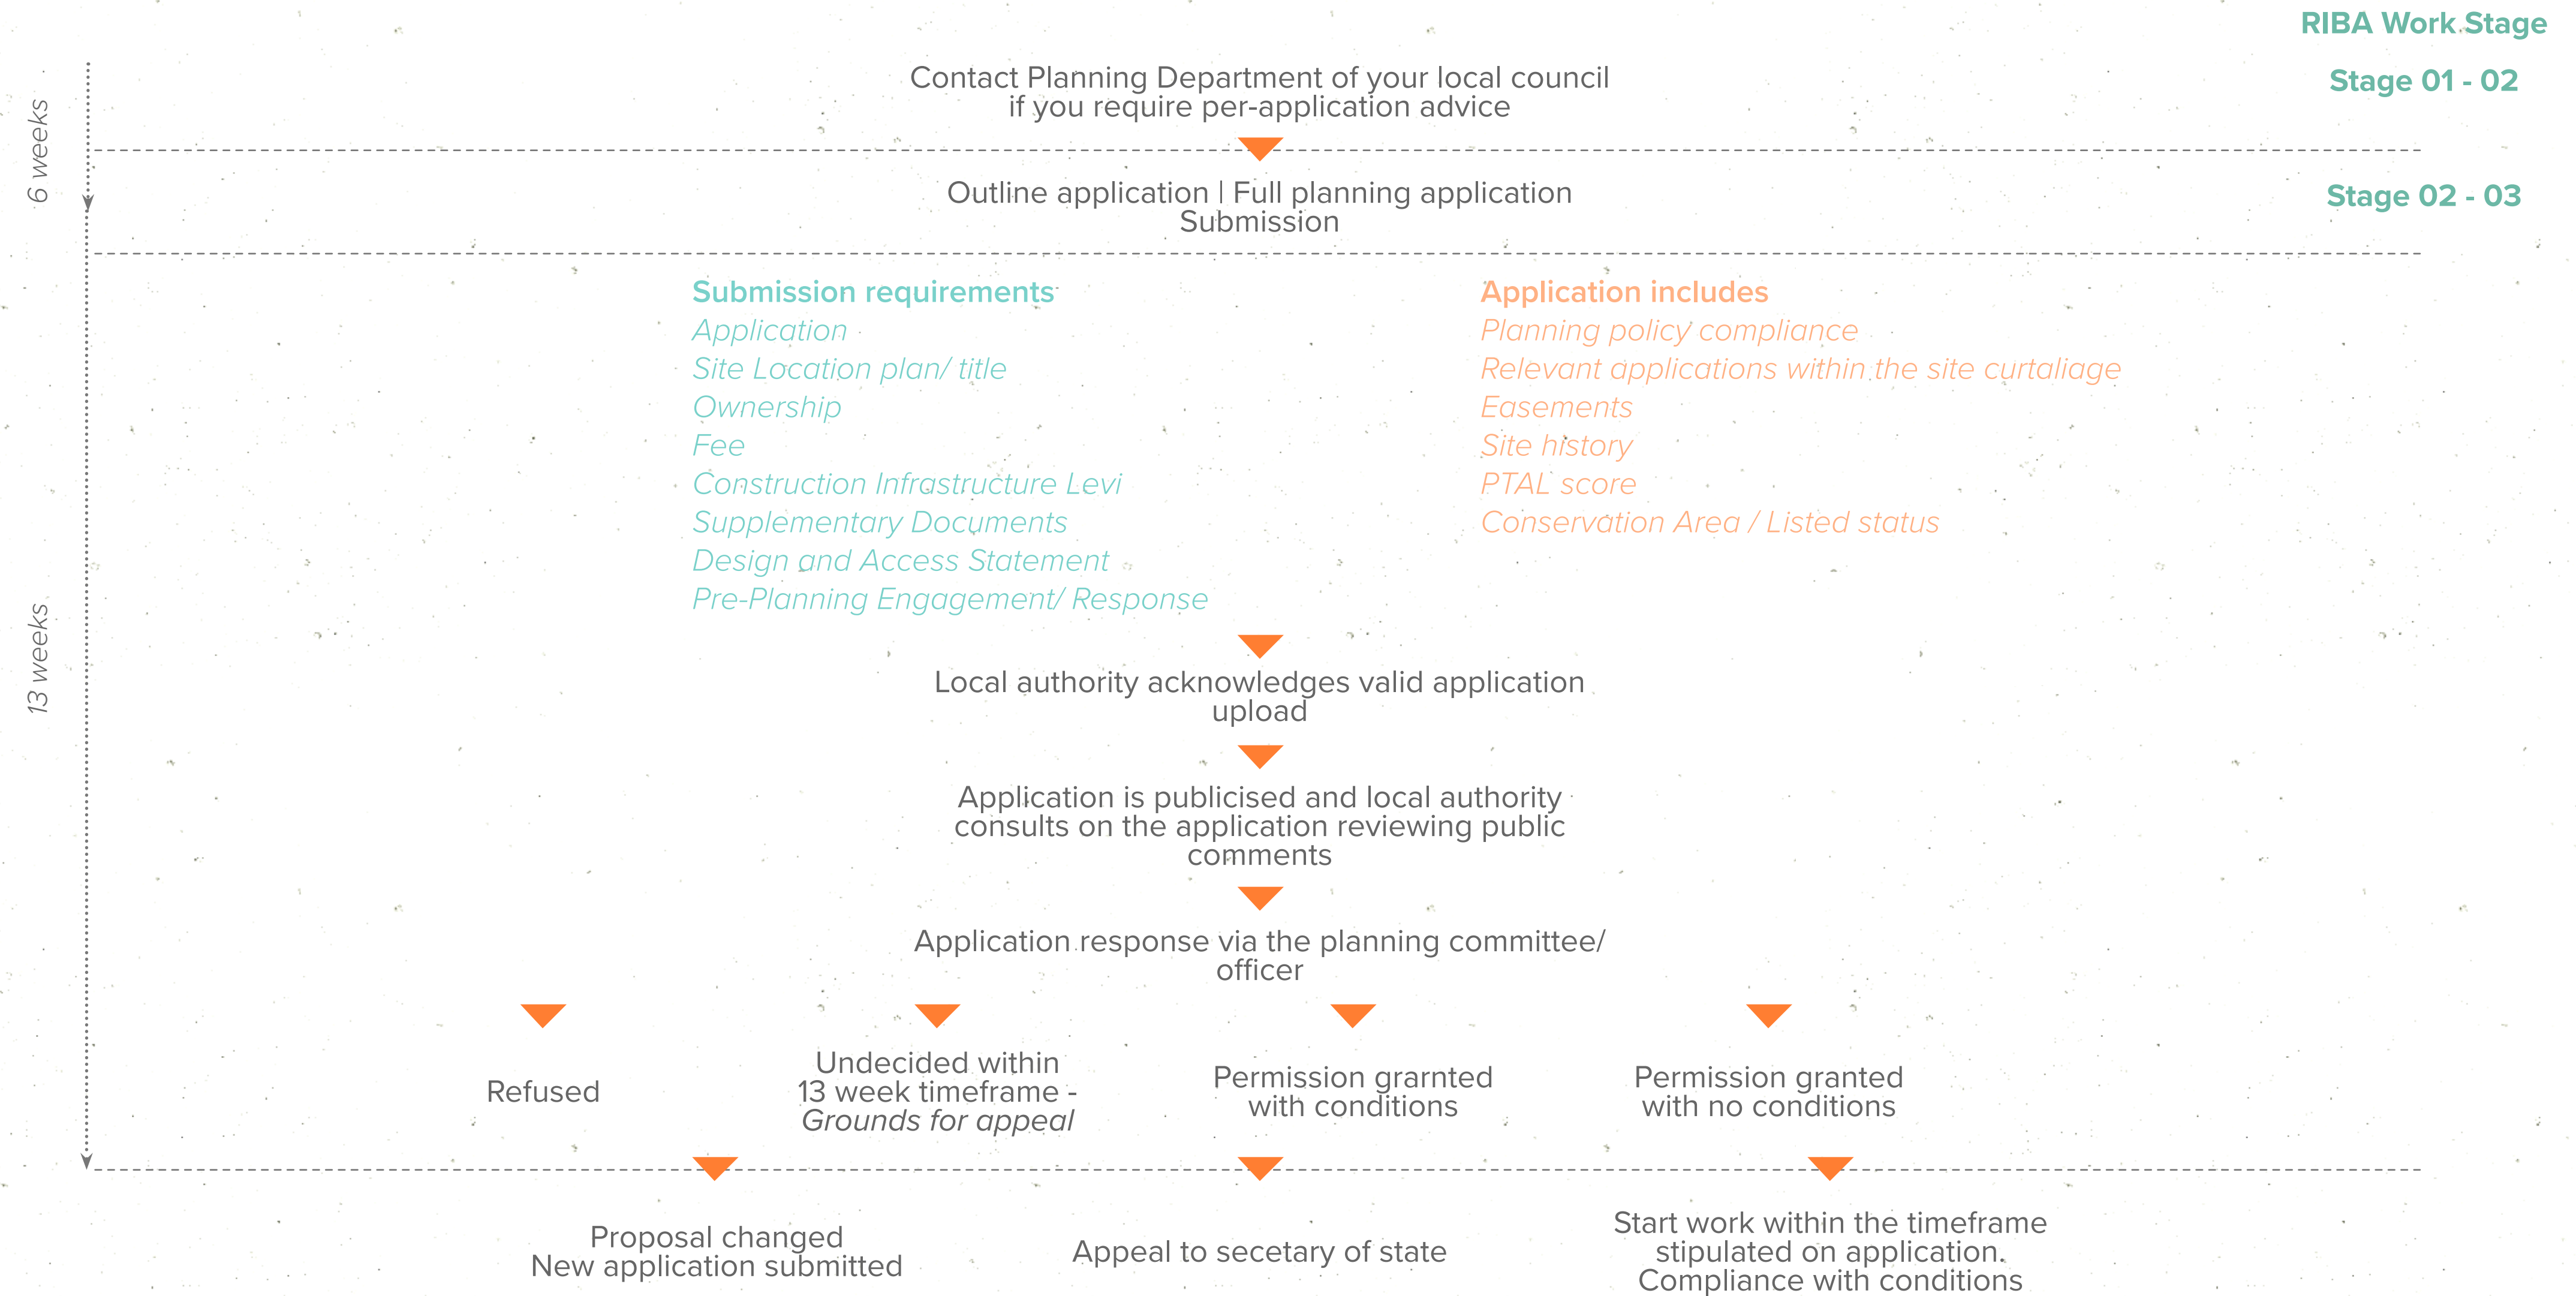 RIBA Work Stage
Contact Planning Department of your local council
if you require per-application advice
Stage 01 - 02
6 weeks
Outline application | Full planning application
Submission
Stage 02 - 03
Submission requirements
Application
Site Location plan/ title
Ownership
Fee
Construction Infrastructure Levi
Supplementary Documents
Design and Access Statement
Pre-Planning Engagement/ Response
Application includes
Planning policy compliance
Relevant applications within the site curtaliage
Easements
Site history
PTAL score
Conservation Area / Listed status
13 weeks
Local authority acknowledges valid application
upload
Application is publicised and local authority
consults on the application reviewing public
comments
Application response via the planning committee/
officer
Refused
Undecided within
13 week timeframe -
Grounds for appeal
Permission grarnted
with conditions
Permission granted
with no conditions
Proposal changed
New application submitted
Appeal to secetary of state
Start work within the timeframe
stipulated on application.
Compliance with conditions